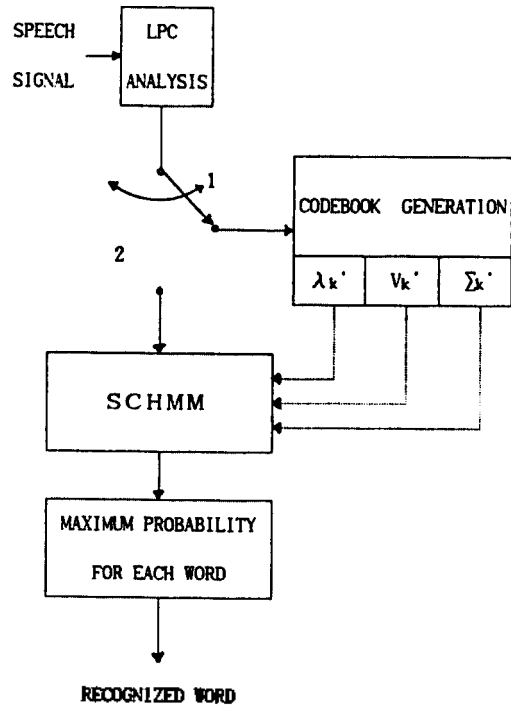 SPEECH
SIGNAL
LPC
ANALYSIS
1
2
CODEBOOK GENERATION
λk' Vk' Σk'
SCHMM
MAXIMUM PROBABILITY
FOR EACH WORD
RECOGNIZED WORD